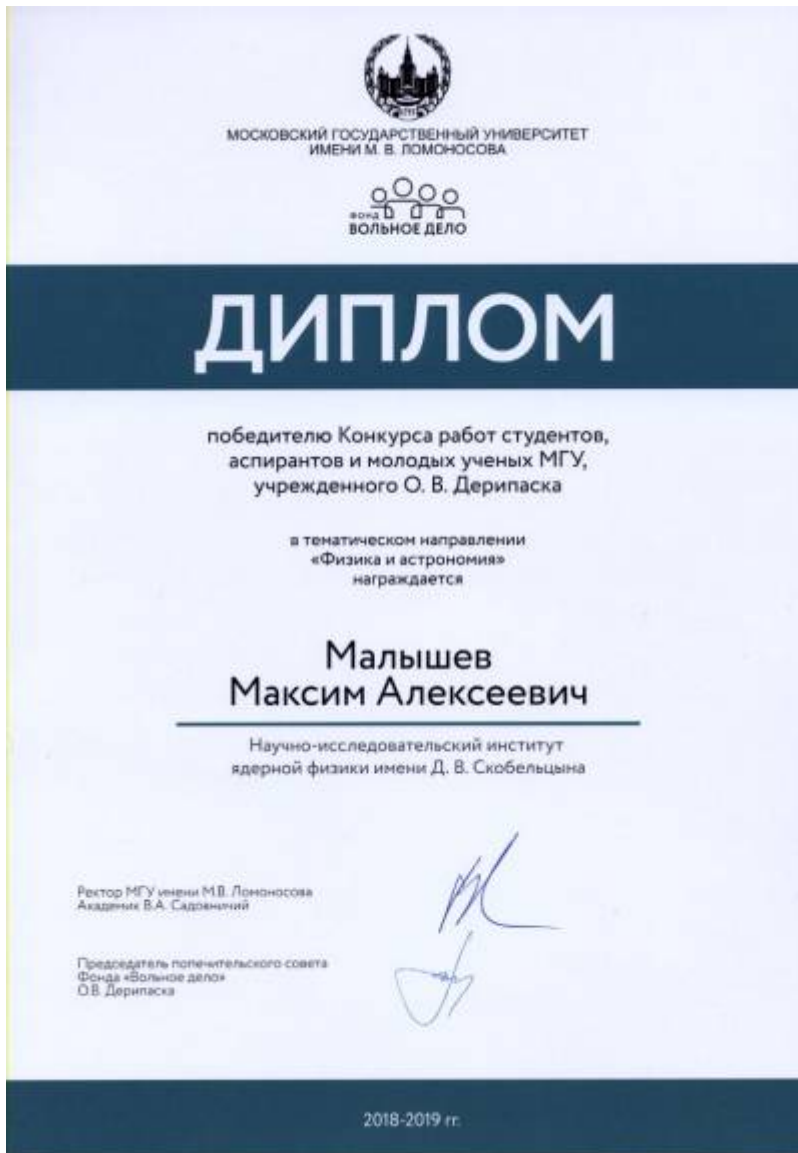 МОСКОВСКИЙ ГОСУДАРСТВЕННЫЙ УНИВЕРСИТЕТ
ИМЕНИ М. В. ЛОМОНОСОВА
ФОНД
ВОЛЬНОЕ ДЕЛО
ДИПЛОМ
победителю Конкурса работ студентов,
аспирантов и молодых ученых МГУ,
учрежденного О. В. Дерипаска
в тематическом направлении
«Физика и астрономия»
награждается
Малышев
Максим Алексеевич
Научно-исследовательский институт
ядерной физики имени Д. В. Скобельцына
Ректор МГУ имени М.В. Ломоносова
Академик В.А. Садовничий
Председатель попечительского совета
Фонда «Вольное дело»
О.В. Дерипаска
2018-2019 гг.